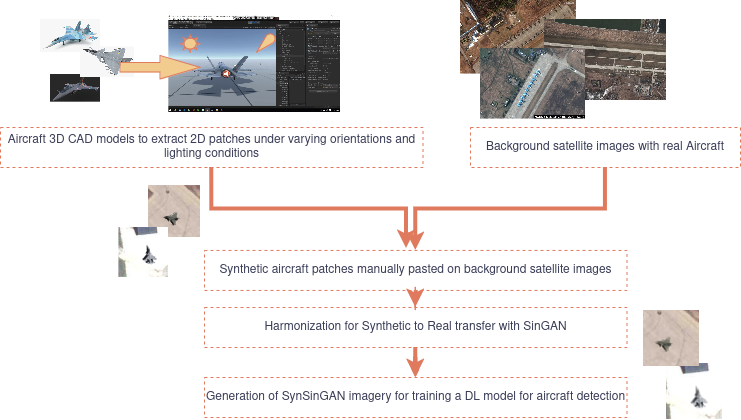 Aircraft 3D CAD models to extract 2D patches under varying orientations and
lighting conditions
Background satellite images with real Aircraft
Synthetic aircraft patches manually pasted on background satellite images
Harmonization for Synthetic to Real transfer with SinGAN
Generation of SynSinGAN imagery for training a DL model for aircraft detection